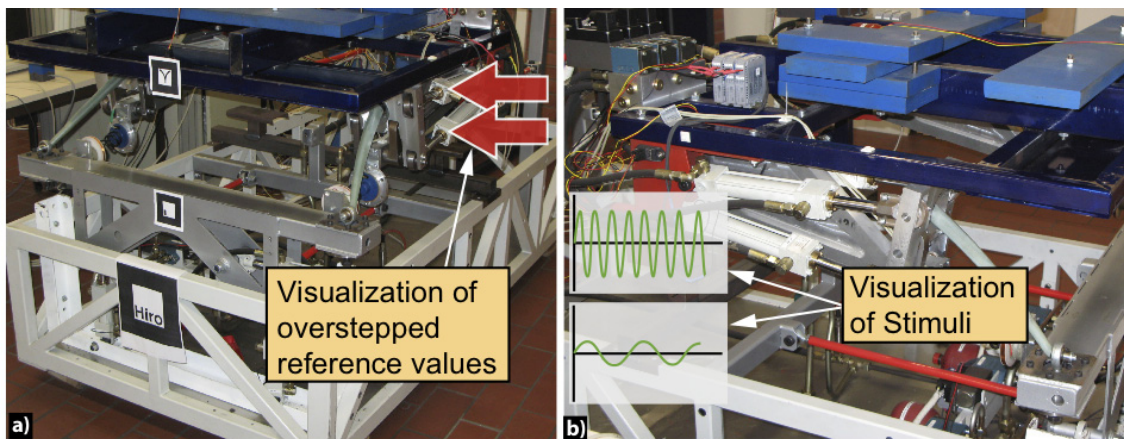 Hiro
Visualization of
overstepped
reference values
a)
Visualization
of Stimuli
b)